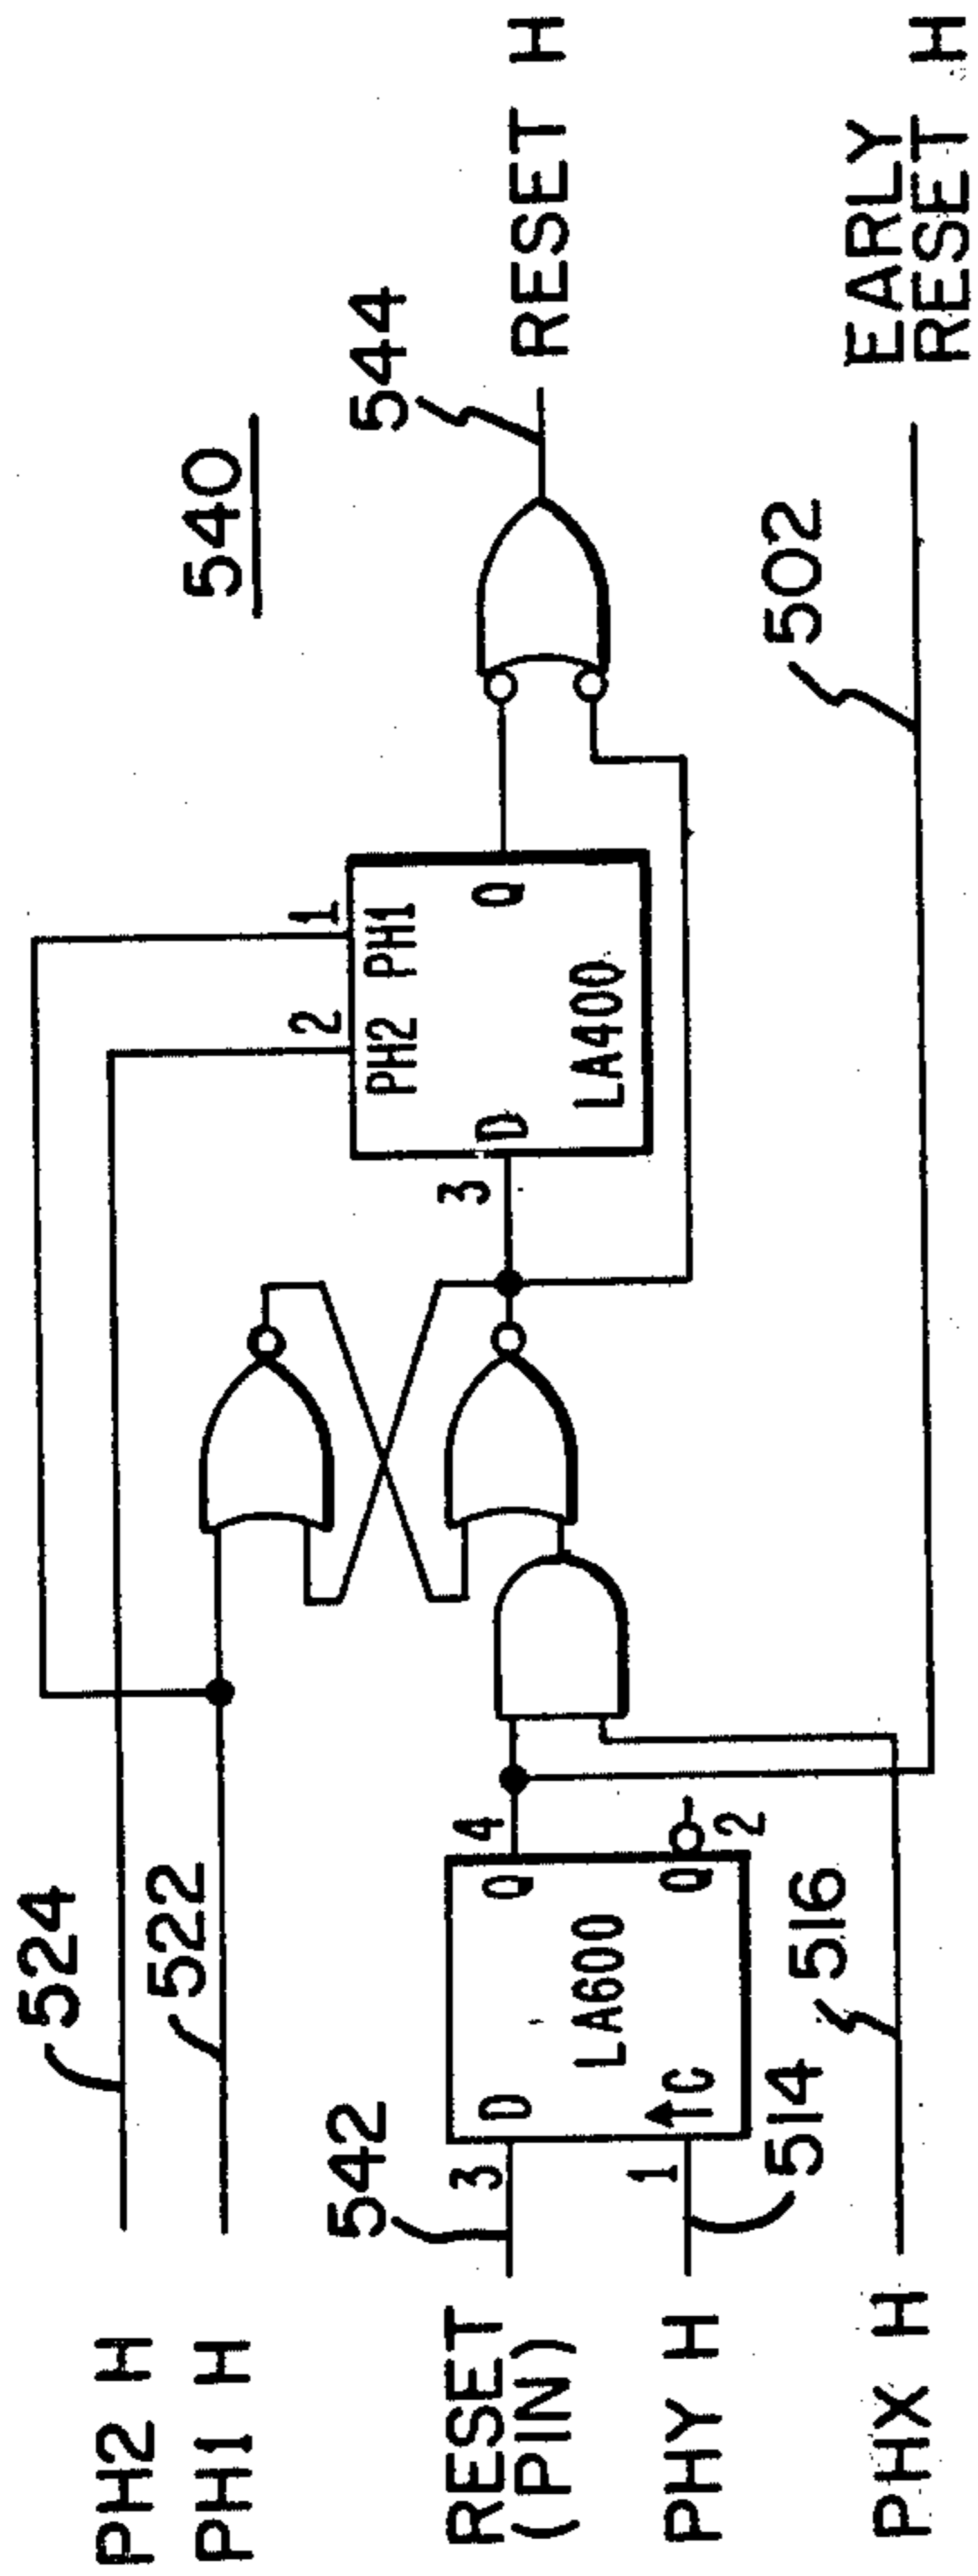 PH2 H
PH1 H
524
522
540
544
RESET H
1
2
PH2 PH1
3
D
Q
LA400
542
RESET
(PIN)
3
D
Q
4
LA600
PHY H
1
C
Q
2
514
502
EARLY
RESET H
516
PHX H